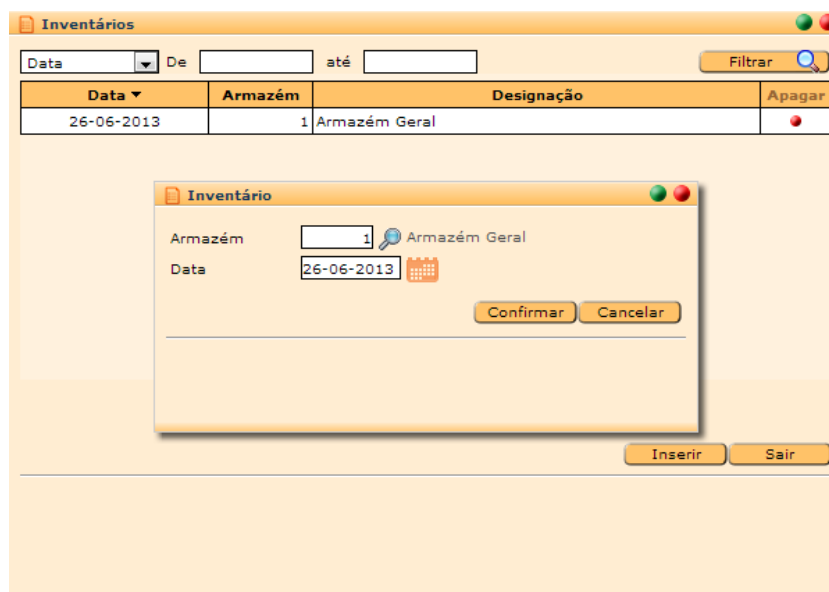 Inventários
Data De até Filtrar
Data Armazém Designação Apagar
26-06-2013 1 Armazém Geral
Inventário
Armazém 1 Armazém Geral
Data 26-06-2013
Confirmar Cancelar
Inserir Sair